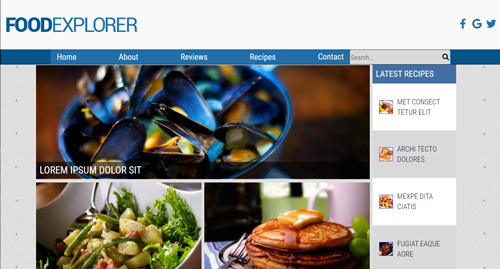 FOODEXPLORER
Home About Reviews Recipes Contact Search..
LATEST RECIPES
MET CONSECT
TETUR ELIT
LOREM IPSUM DOLOR SIT
ARCHI TECTO
DOLORES
MEXPE DITA
CIATIS
FUGIAT EAQUE
AORE